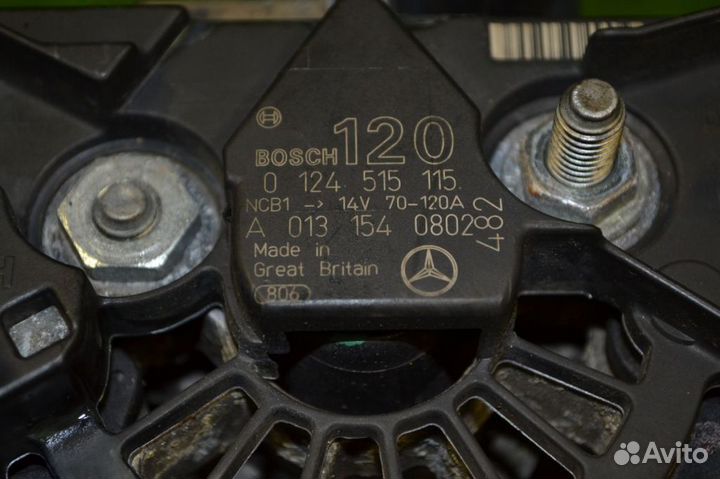 BOSCH 120
0 124 515 115
NCB1 -> 14V 70-120A
A 013 154 0802
482
Made in
Great Britain
806
Avito